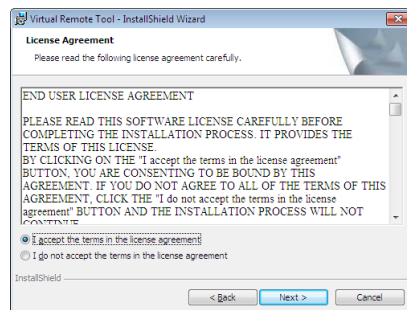 Virtual Remote Tool - InstallShield Wizard
License Agreement
Please read the following license agreement carefully.
END USER LICENSE AGREEMENT
PLEASE READ THIS SOFTWARE LICENSE CAREFULLY BEFORE
COMPLETING THE INSTALLATION PROCESS. IT PROVIDES THE
TERMS OF THIS LICENSE.
BY CLICKING ON THE "I accept the terms in the license agreement"
BUTTON, YOU ARE CONSENTING TO BE BOUND BY THIS
AGREEMENT. IF YOU DO NOT AGREE TO ALL OF THE TERMS OF THIS
AGREEMENT, CLICK THE "I do not accept the terms in the license
agreement" BUTTON AND THE INSTALLATION PROCESS WILL NOT
CONTINUE
I accept the terms in the license agreement
I do not accept the terms in the license agreement
InstallShield
< Back
Next >
Cancel